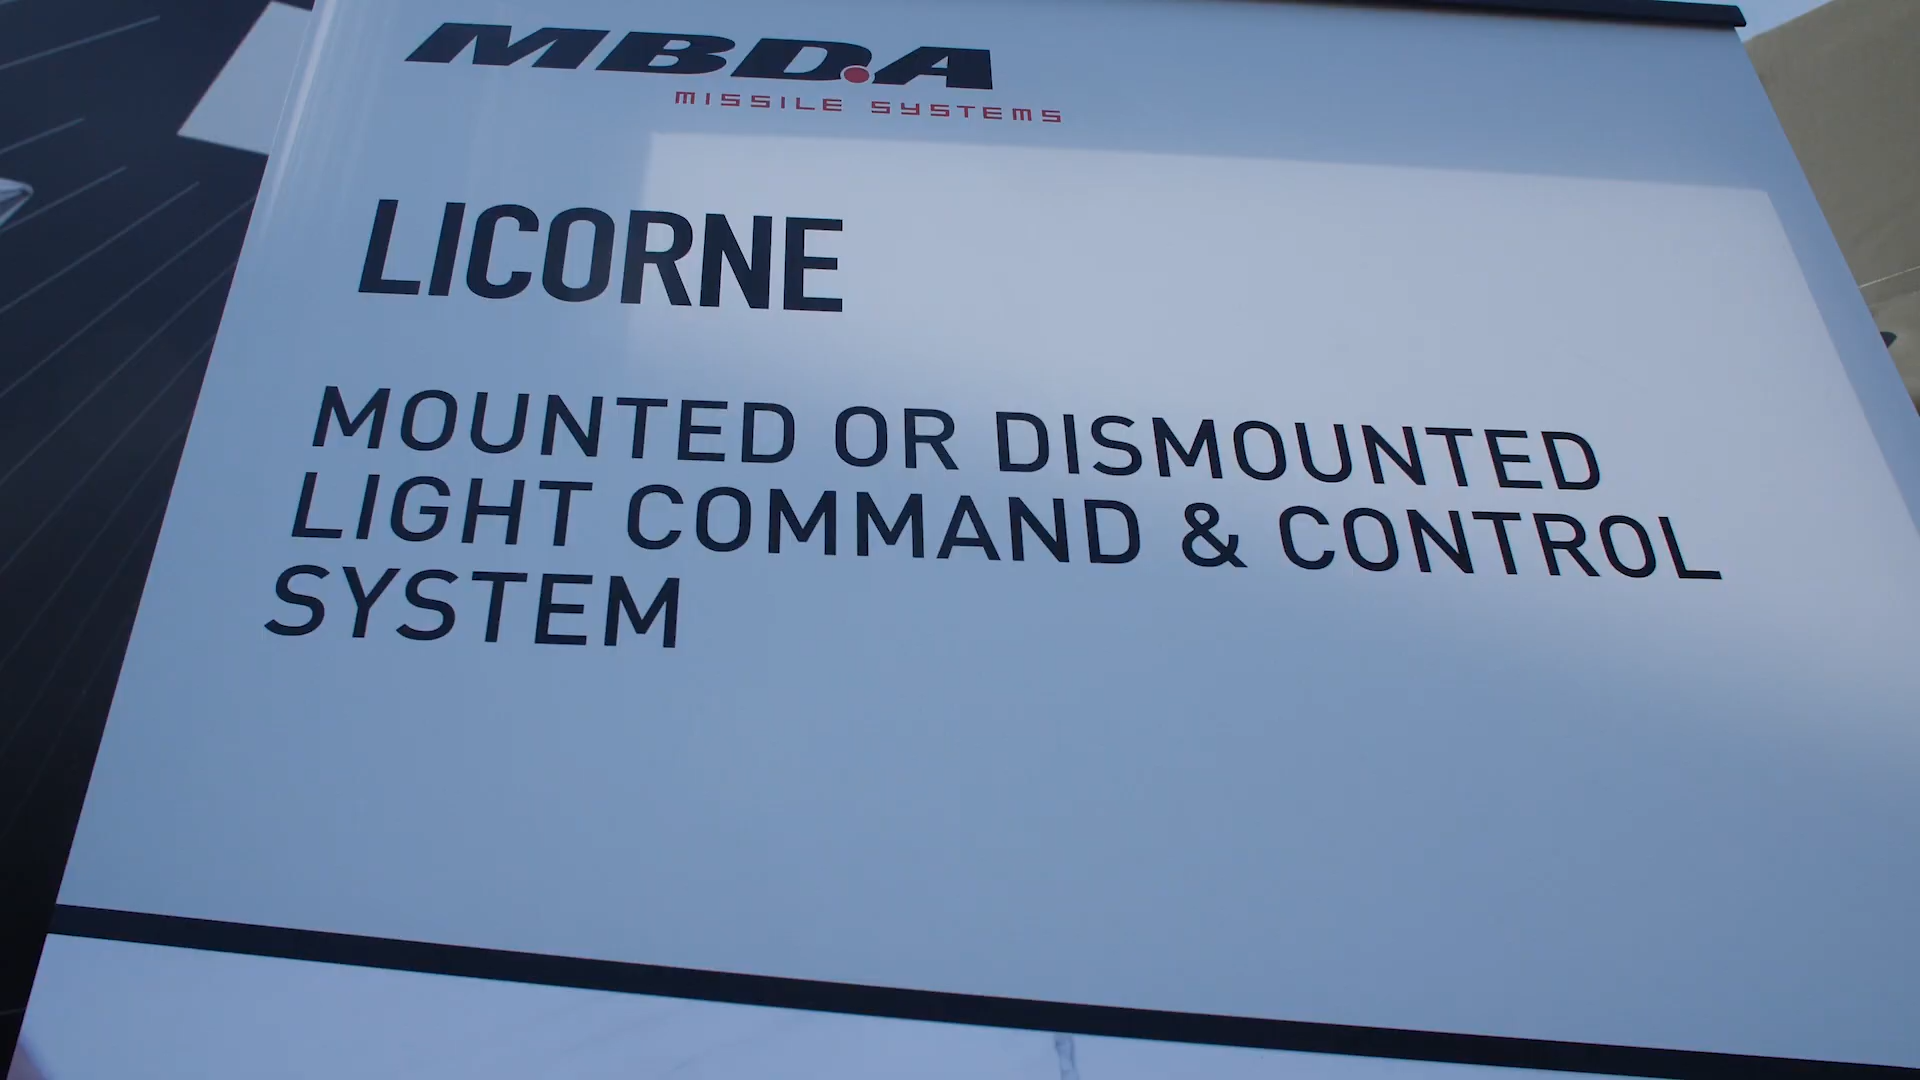 MBDA
MISSILE SYSTEMS
LICORNE
MOUNTED OR DISMOUNTED
LIGHT COMMAND & CONTROL
SYSTEM